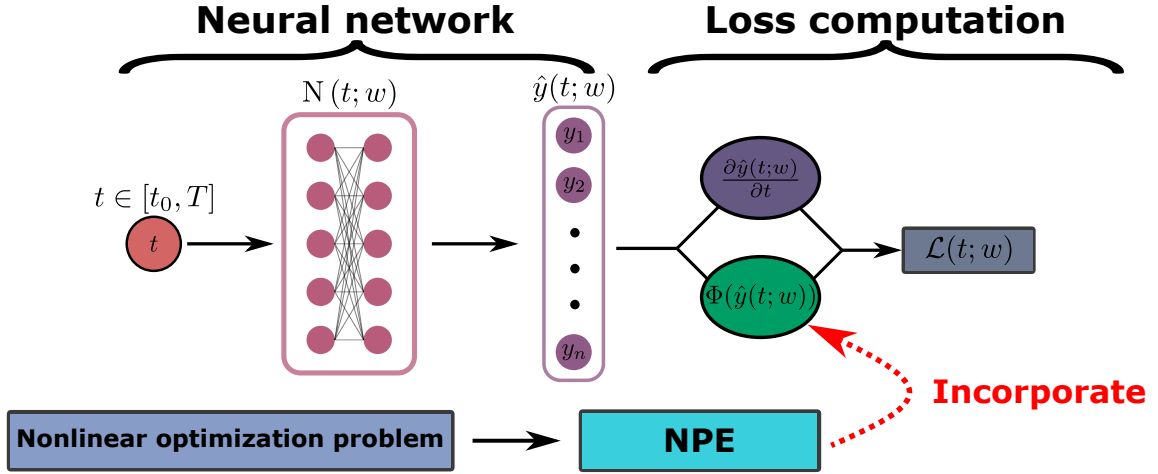 Neural network
Loss computation
N (t; w)
ŷ(t; w)
t ∈ [t₀, T]
t
y₁
y₂
yₙ
∂ŷ(t;w)
∂t
Φ(ŷ(t; w))
ℒ(t; w)
Incorporate
Nonlinear optimization problem
NPE